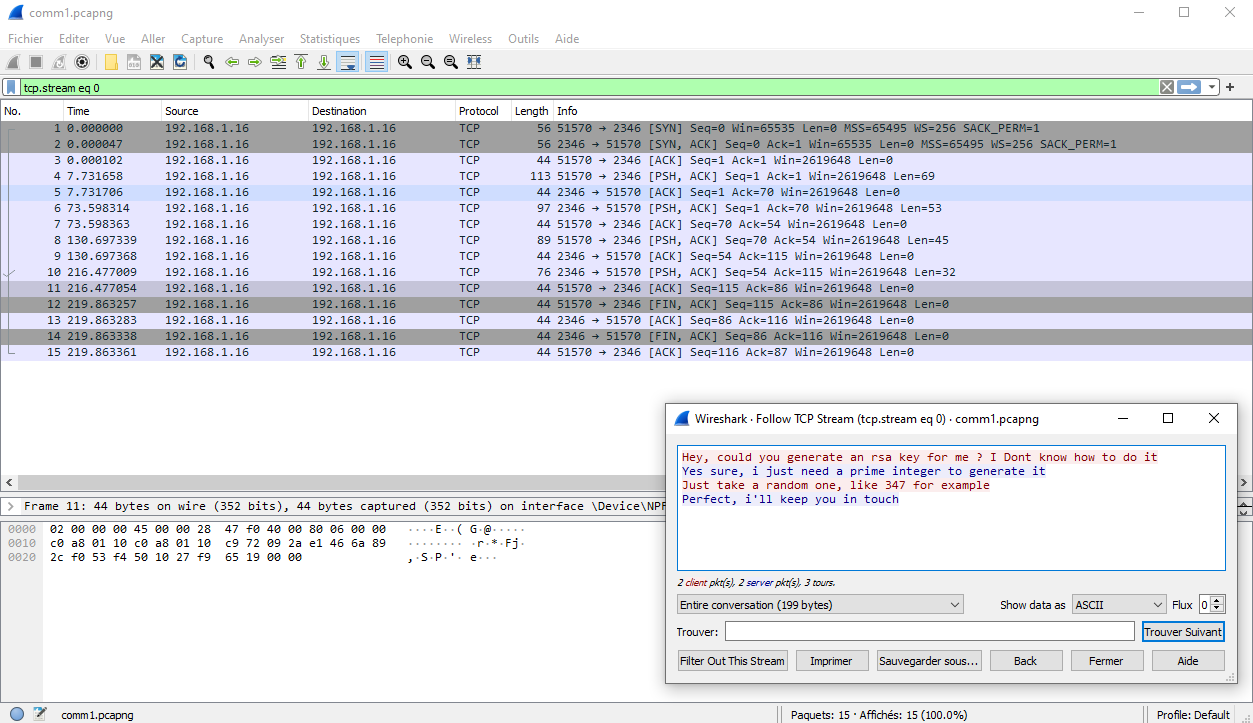 comm1.pcapng
Fichier Editer Vue Aller Capture Analyser Statistiques Telephonie Wireless Outils Aide
tcp.stream eq 0
No. Time Source Destination Protocol Length Info
1 0.000000 192.168.1.16 192.168.1.16 TCP 56 51570 → 2346 [SYN] Seq=0 Win=65535 Len=0 MSS=65495 WS=256 SACK_PERM=1
2 0.000047 192.168.1.16 192.168.1.16 TCP 56 2346 → 51570 [SYN, ACK] Seq=0 Ack=1 Win=65535 Len=0 MSS=65495 WS=256 SACK_PERM=1
3 0.000102 192.168.1.16 192.168.1.16 TCP 44 51570 → 2346 [ACK] Seq=1 Ack=1 Win=2619648 Len=0
4 7.731658 192.168.1.16 192.168.1.16 TCP 113 51570 → 2346 [PSH, ACK] Seq=1 Ack=1 Win=2619648 Len=69
5 7.731706 192.168.1.16 192.168.1.16 TCP 44 2346 → 51570 [ACK] Seq=1 Ack=70 Win=2619648 Len=0
6 73.598314 192.168.1.16 192.168.1.16 TCP 97 2346 → 51570 [PSH, ACK] Seq=1 Ack=70 Win=2619648 Len=53
7 73.598363 192.168.1.16 192.168.1.16 TCP 44 51570 → 2346 [ACK] Seq=70 Ack=54 Win=2619648 Len=0
8 130.697339 192.168.1.16 192.168.1.16 TCP 89 51570 → 2346 [PSH, ACK] Seq=70 Ack=54 Win=2619648 Len=45
9 130.697368 192.168.1.16 192.168.1.16 TCP 44 2346 → 51570 [ACK] Seq=54 Ack=115 Win=2619648 Len=0
10 216.477009 192.168.1.16 192.168.1.16 TCP 76 2346 → 51570 [PSH, ACK] Seq=54 Ack=115 Win=2619648 Len=32
11 216.477054 192.168.1.16 192.168.1.16 TCP 44 51570 → 2346 [ACK] Seq=115 Ack=86 Win=2619648 Len=0
12 219.863257 192.168.1.16 192.168.1.16 TCP 44 51570 → 2346 [FIN, ACK] Seq=115 Ack=86 Win=2619648 Len=0
13 219.863283 192.168.1.16 192.168.1.16 TCP 44 2346 → 51570 [ACK] Seq=86 Ack=116 Win=2619648 Len=0
14 219.863338 192.168.1.16 192.168.1.16 TCP 44 2346 → 51570 [FIN, ACK] Seq=86 Ack=116 Win=2619648 Len=0
15 219.863361 192.168.1.16 192.168.1.16 TCP 44 51570 → 2346 [ACK] Seq=116 Ack=87 Win=2619648 Len=0
Frame 11: 44 bytes on wire (352 bits), 44 bytes captured (352 bits) on interface \Device\NPF
0000 02 00 00 00 45 00 00 28 47 f0 40 00 80 06 00 00 ····E··( G·@·····
0010 c0 a8 01 10 c0 a8 01 10 c9 72 09 2a e1 46 6a 89 ········ ·r·*·Fj·
0020 2c f0 53 f4 50 10 27 f9 65 19 00 00 ,·S·P·'· e···
Wireshark · Follow TCP Stream (tcp.stream eq 0) · comm1.pcapng
Hey, could you generate an rsa key for me ? I Dont know how to do it
Yes sure, i just need a prime integer to generate it
Just take a random one, like 347 for example
Perfect, i'll keep you in touch
2 client pkt(s), 2 server pkt(s), 3 tours.
Entire conversation (199 bytes) Show data as ASCII Flux 0
Trouver: Trouver Suivant
Filter Out This Stream Imprimer Sauvegarder sous... Back Fermer Aide
comm1.pcapng Paquets: 15 · Affichés: 15 (100.0%) Profile: Default